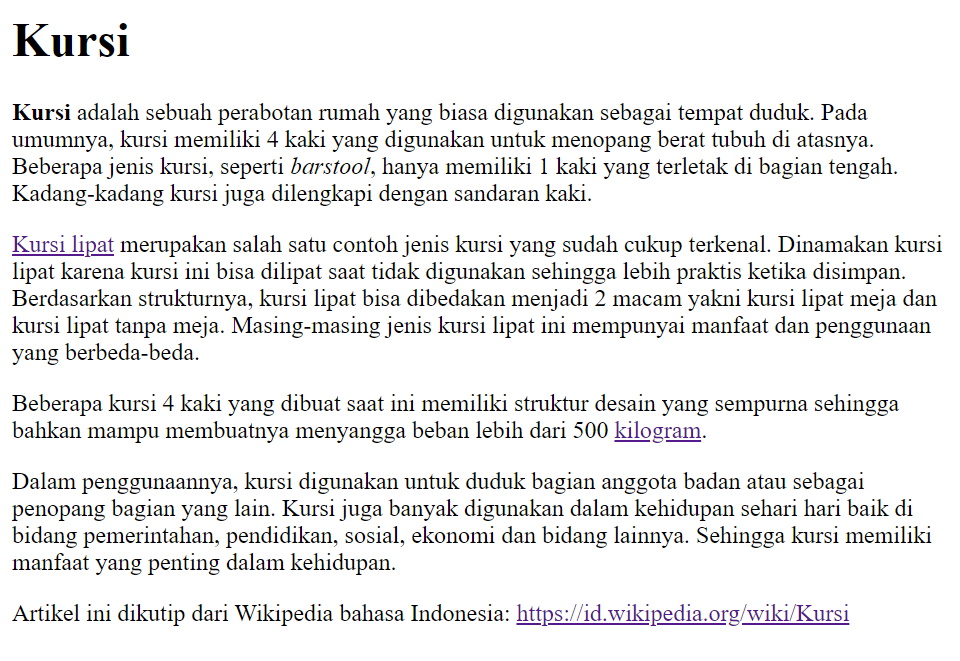 Kursi
Kursi adalah sebuah perabotan rumah yang biasa digunakan sebagai tempat duduk. Pada
umumnya, kursi memiliki 4 kaki yang digunakan untuk menopang berat tubuh di atasnya.
Beberapa jenis kursi, seperti barstool, hanya memiliki 1 kaki yang terletak di bagian tengah.
Kadang-kadang kursi juga dilengkapi dengan sandaran kaki.
Kursi lipat merupakan salah satu contoh jenis kursi yang sudah cukup terkenal. Dinamakan kursi
lipat karena kursi ini bisa dilipat saat tidak digunakan sehingga lebih praktis ketika disimpan.
Berdasarkan strukturnya, kursi lipat bisa dibedakan menjadi 2 macam yakni kursi lipat meja dan
kursi lipat tanpa meja. Masing-masing jenis kursi lipat ini mempunyai manfaat dan penggunaan
yang berbeda-beda.
Beberapa kursi 4 kaki yang dibuat saat ini memiliki struktur desain yang sempurna sehingga
bahkan mampu membuatnya menyangga beban lebih dari 500 kilogram.
Dalam penggunaannya, kursi digunakan untuk duduk bagian anggota badan atau sebagai
penopang bagian yang lain. Kursi juga banyak digunakan dalam kehidupan sehari hari baik di
bidang pemerintahan, pendidikan, sosial, ekonomi dan bidang lainnya. Sehingga kursi memiliki
manfaat yang penting dalam kehidupan.
Artikel ini dikutip dari Wikipedia bahasa Indonesia: https://id.wikipedia.org/wiki/Kursi